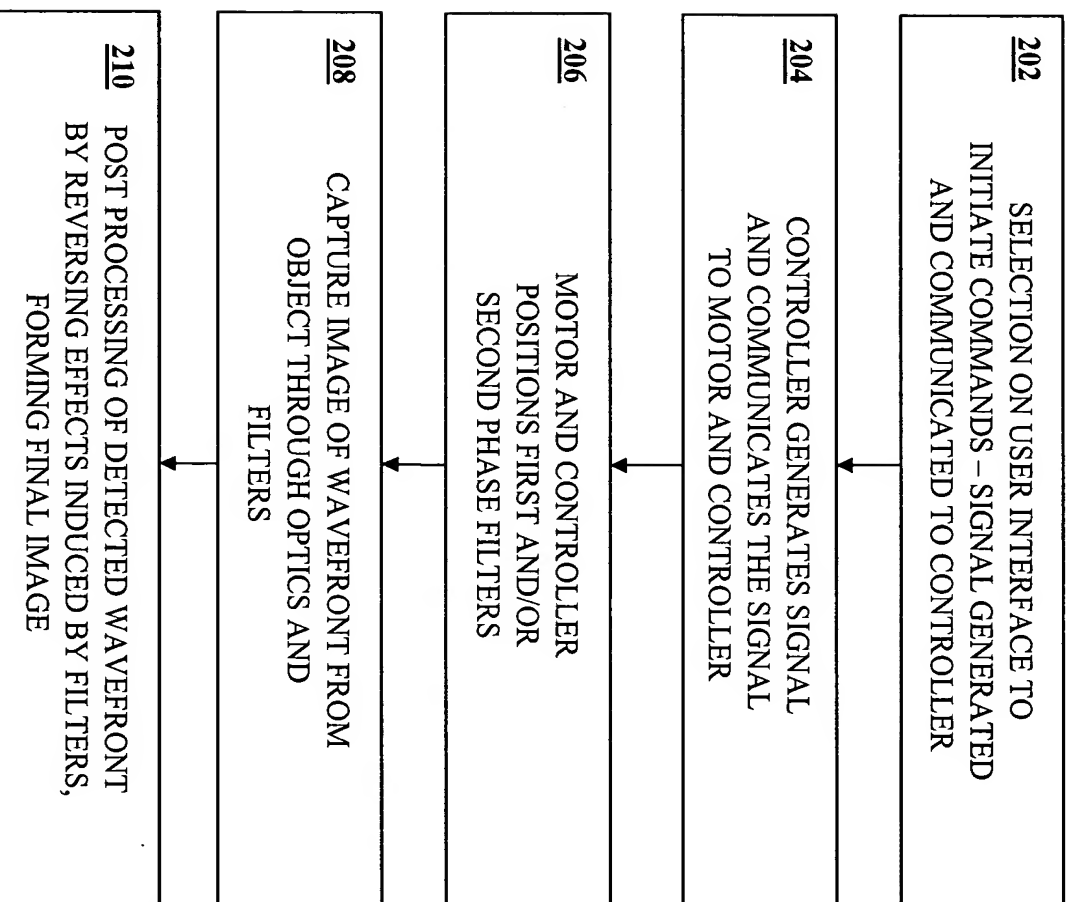 202
SELECTION ON USER INTERFACE TO
INITIATE COMMANDS – SIGNAL GENERATED
AND COMMUNICATED TO CONTROLLER
204
CONTROLLER GENERATES SIGNAL
AND COMMUNICATES THE SIGNAL
TO MOTOR AND CONTROLLER
206
MOTOR AND CONTROLLER
POSITIONS FIRST AND/OR
SECOND PHASE FILTERS
208
CAPTURE IMAGE OF WAVEFRONT FROM
OBJECT THROUGH OPTICS AND
FILTERS
210
POST PROCESSING OF DETECTED WAVEFRONT
BY REVERSING EFFECTS INDUCED BY FILTERS,
FORMING FINAL IMAGE